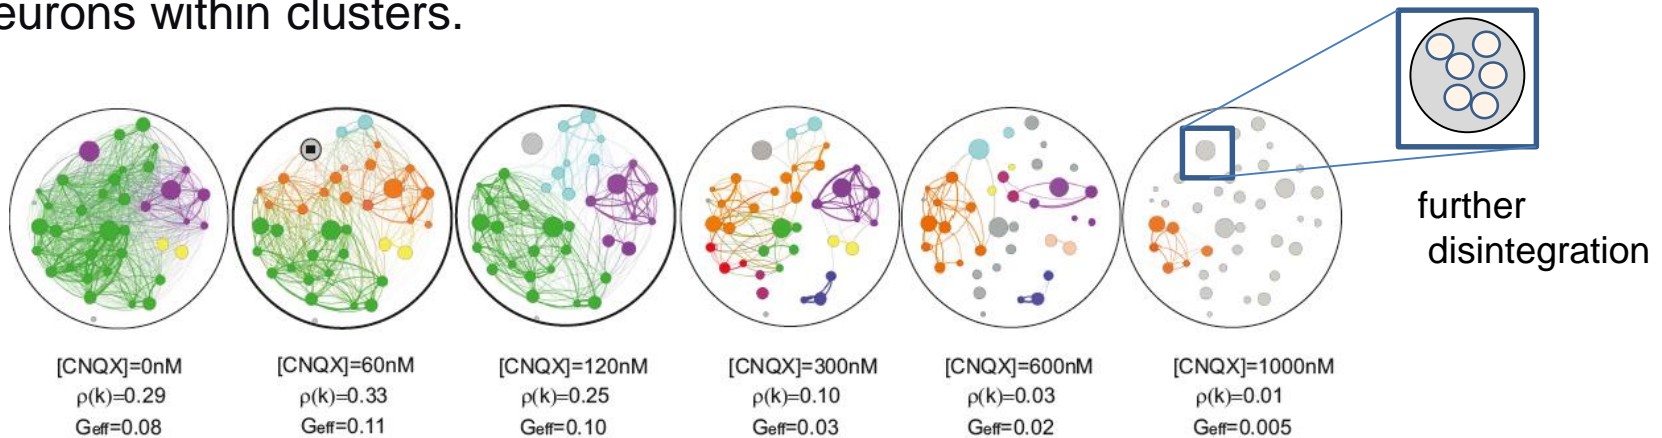 eurons within clusters.
further
disintegration
[CNQX]=0nM
ρ(k)=0.29
Geff=0.08
[CNQX]=60nM
ρ(k)=0.33
Geff=0.11
[CNQX]=120nM
ρ(k)=0.25
Geff=0.10
[CNQX]=300nM
ρ(k)=0.10
Geff=0.03
[CNQX]=600nM
ρ(k)=0.03
Geff=0.02
[CNQX]=1000nM
ρ(k)=0.01
Geff=0.005